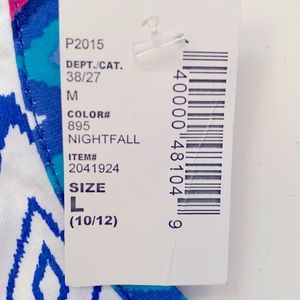 P2015
DEPT./CAT.
38/27
M
COLOR#
895
NIGHTFALL
ITEM#
2041924
SIZE
L
(10/12)
40000 48104 9